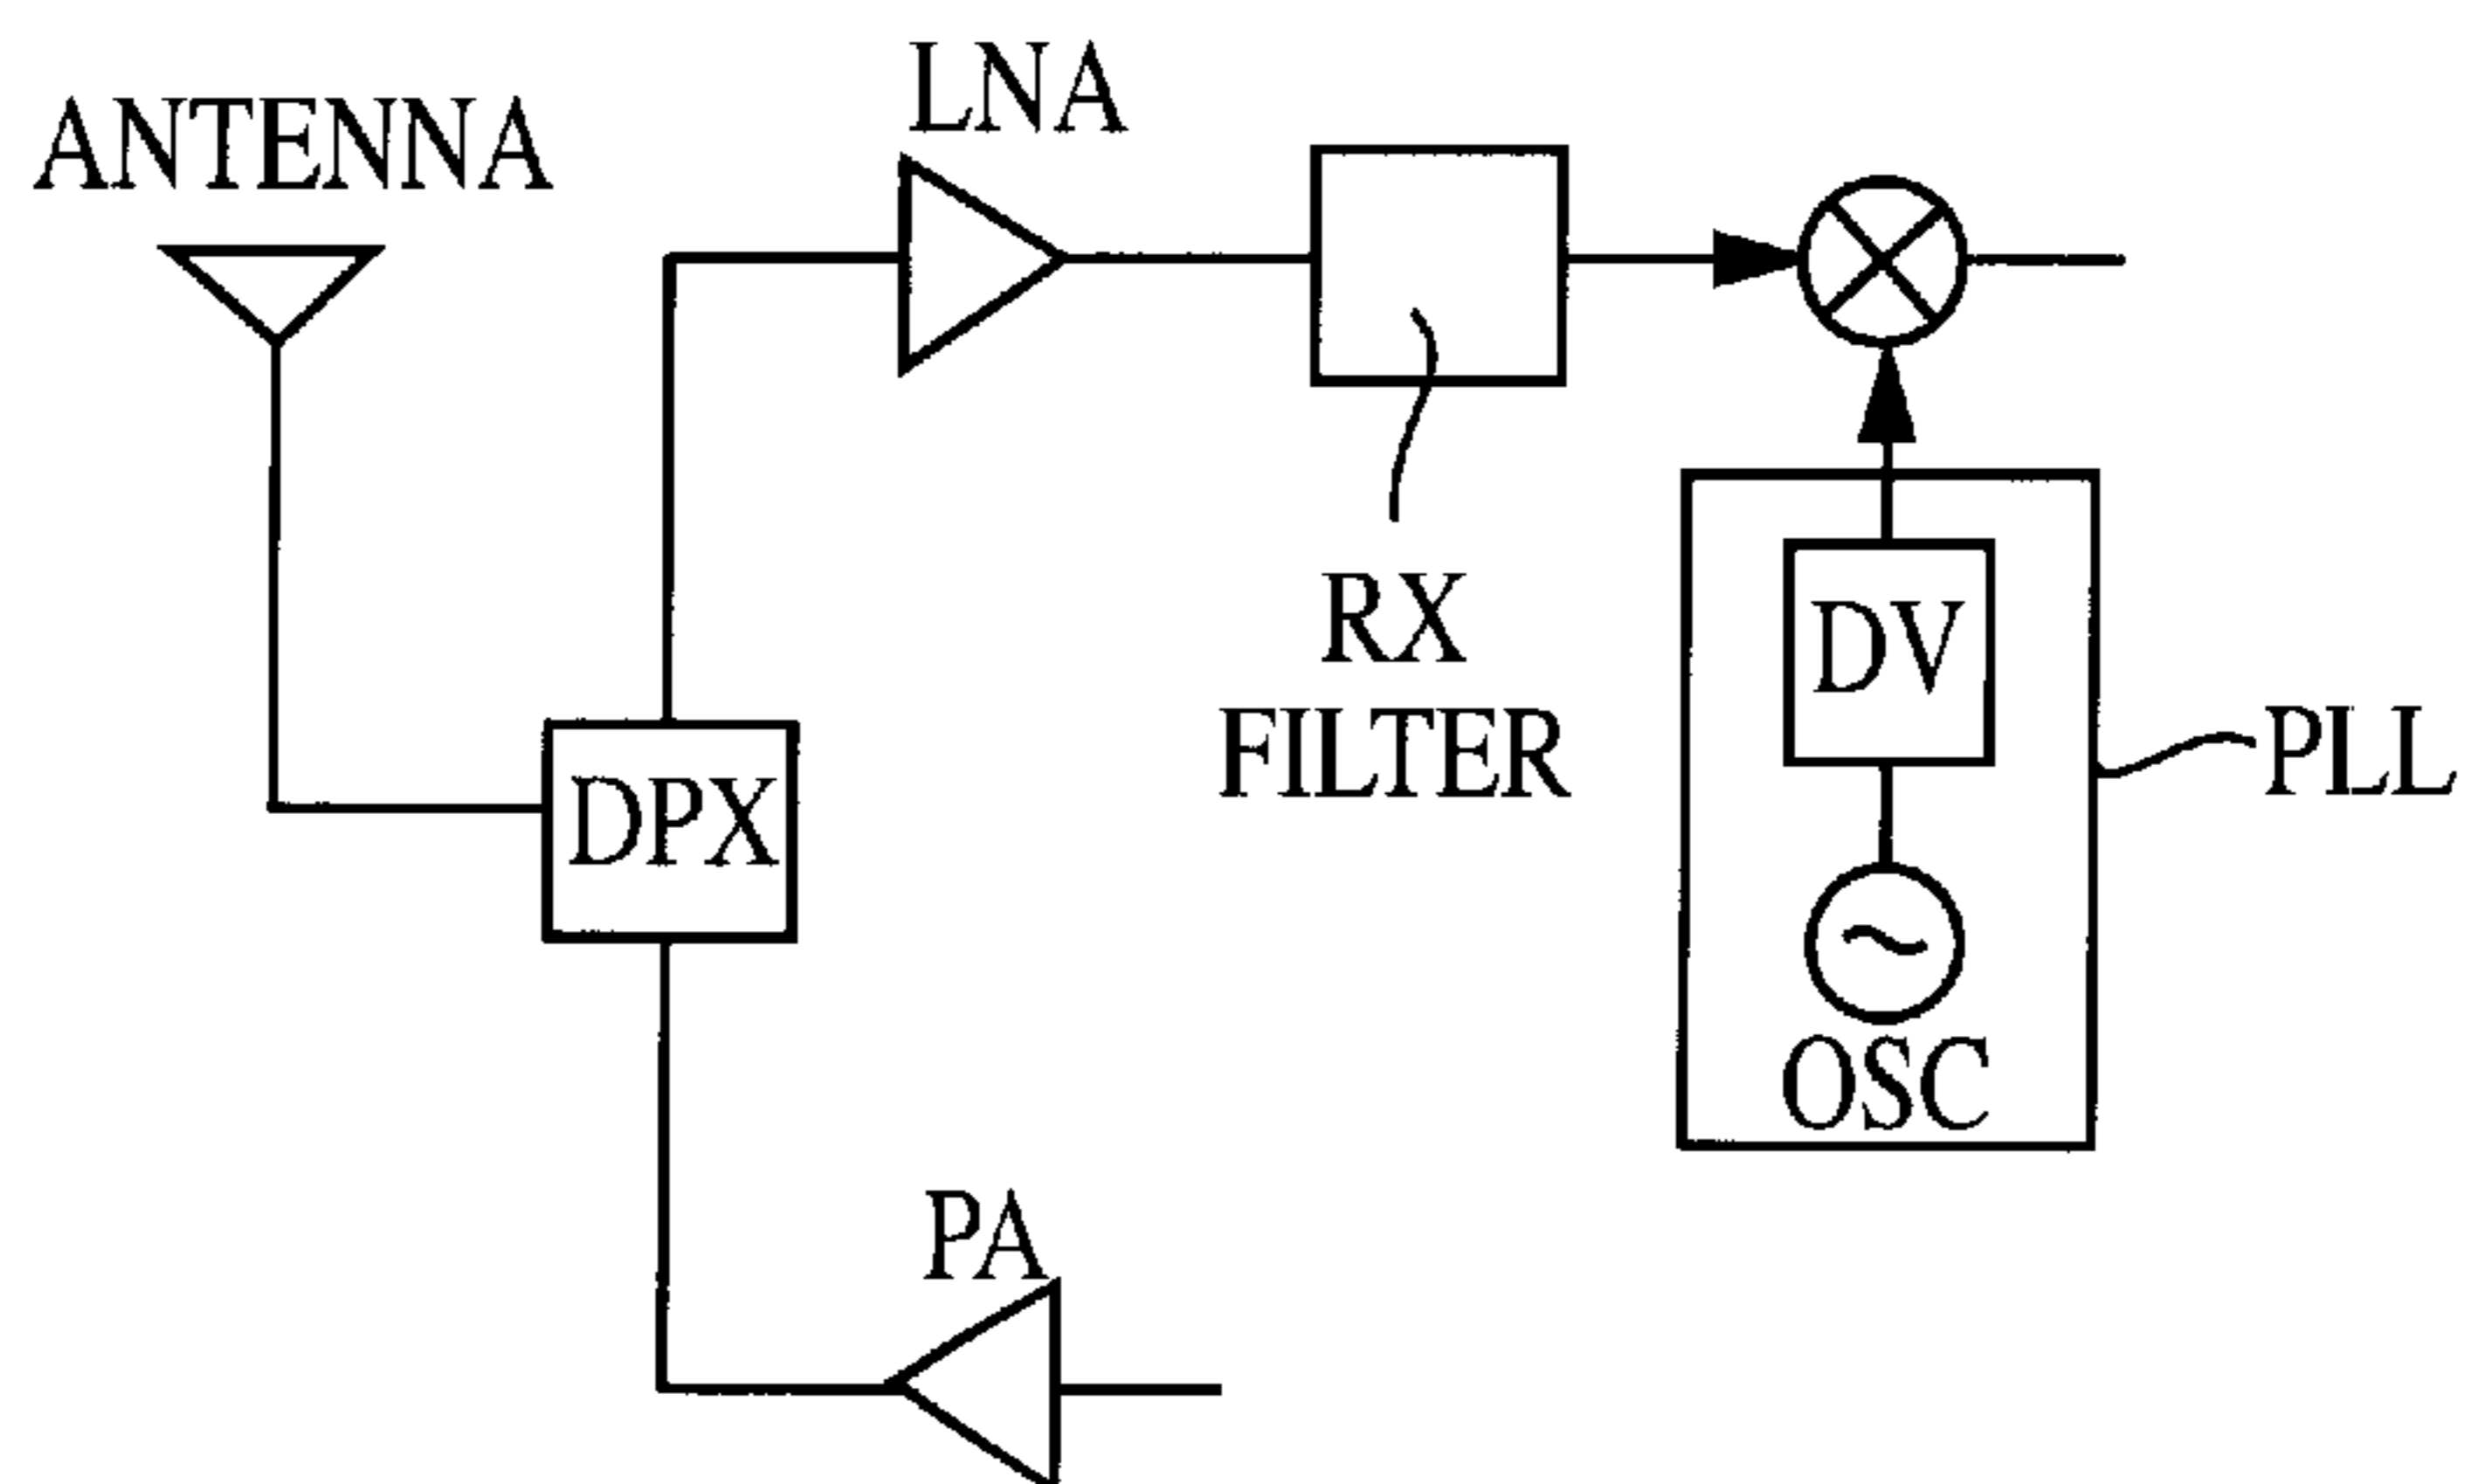 LNA
ANTENNA
RX
FILTER
DV
PLL
DPX
OSC
PA